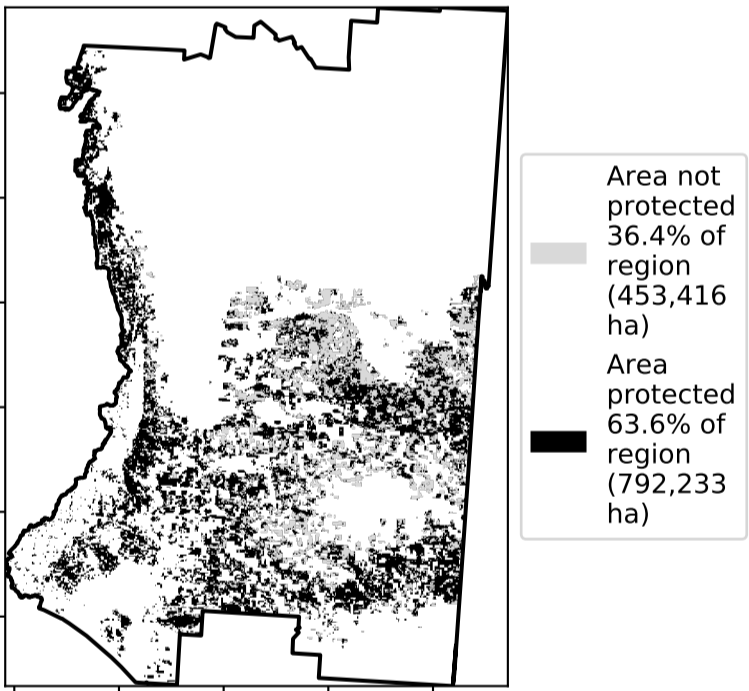 Area not
protected
36.4% of
region
(453,416
ha)
Area
protected
63.6% of
region
(792,233
ha)